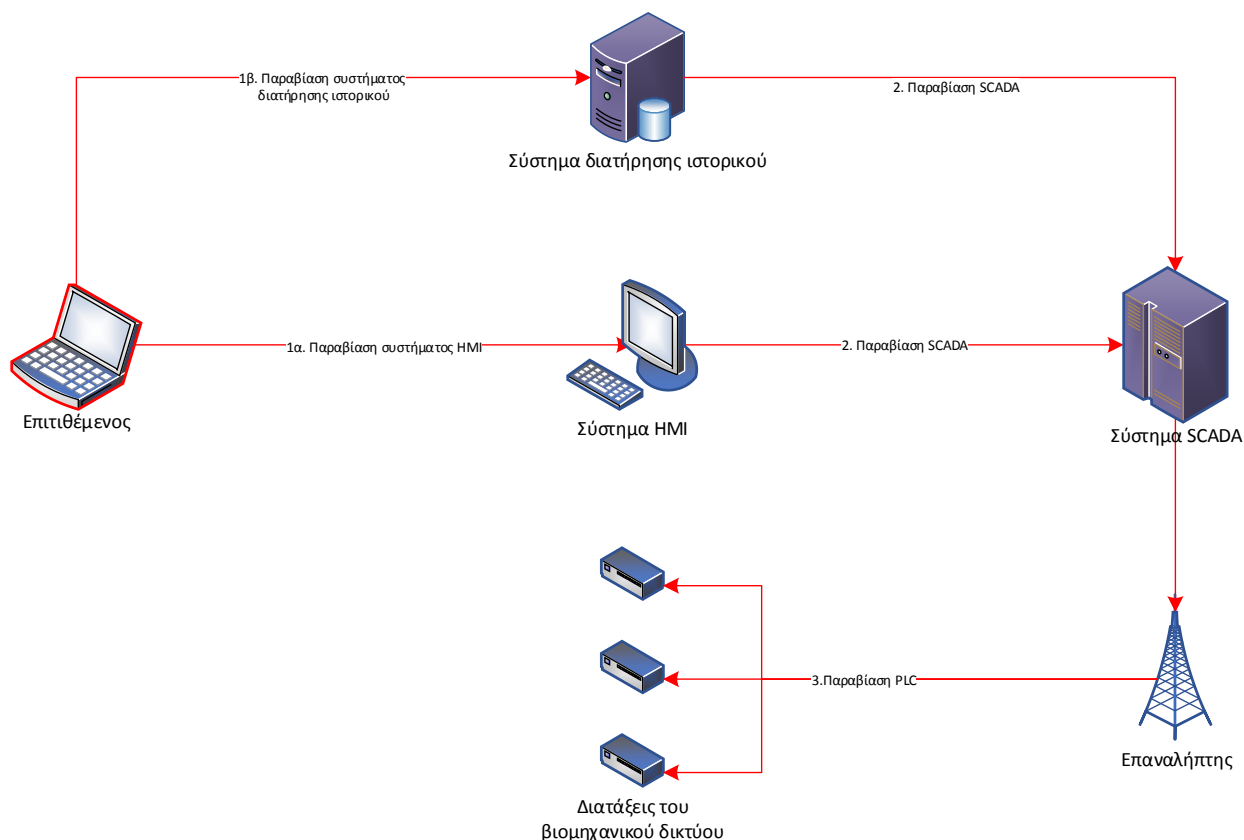 1β. Παραβίαση συστήματος
διατήρησης ιστορικού
2. Παραβίαση SCADA
Σύστημα διατήρησης ιστορικού
1α. Παραβίαση συστήματος HMI
2. Παραβίαση SCADA
Επιτιθέμενος
Σύστημα HMI
Σύστημα SCADA
3.Παραβίαση PLC
Επαναλήπτης
Διατάξεις του
βιομηχανικού δικτύου